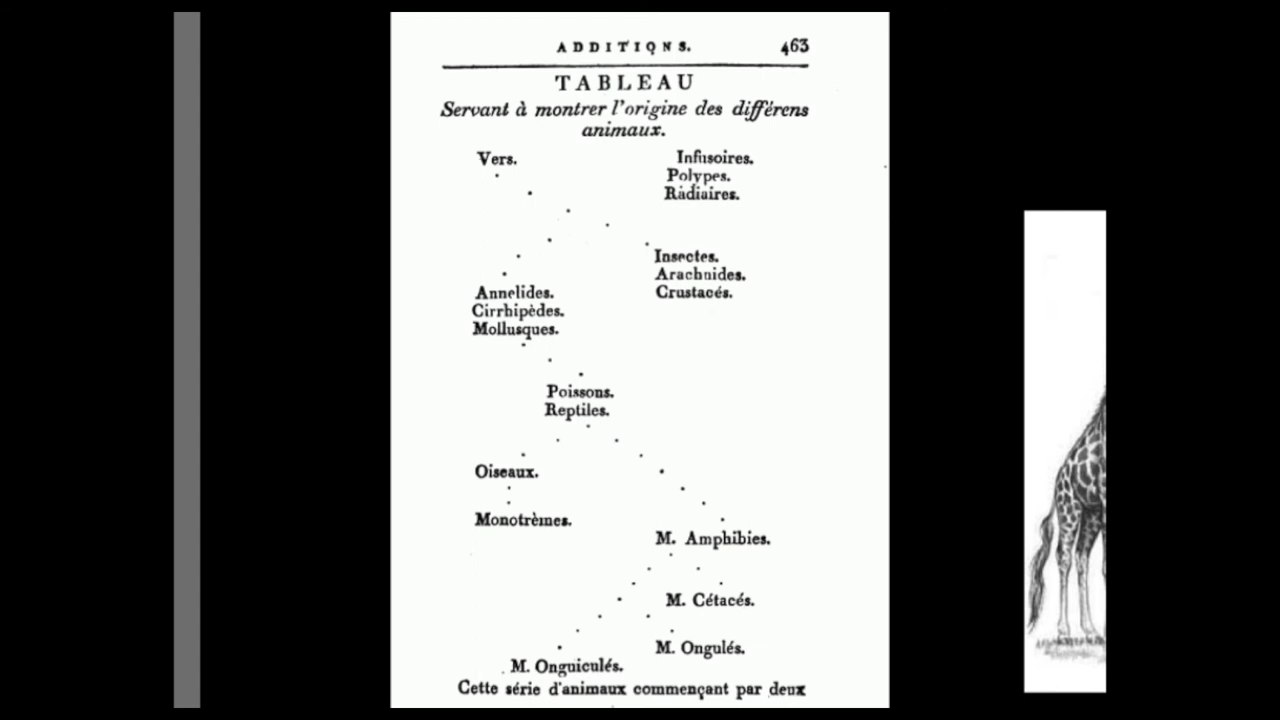 ADDITIONS. 463
TABLEAU
Servant à montrer l'origine des différens
animaux.
Vers. Infusoires.
Polypes.
Radiaires.
Insectes.
Arachnides.
Annelides. Crustacés.
Cirrhipèdes.
Mollusques.
Poissons.
Reptiles.
Oiseaux.
Monotrèmes.
M. Amphibies.
M. Cétacés.
M. Ongulés.
M. Onguiculés.
Cette série d'animaux commençant par deux